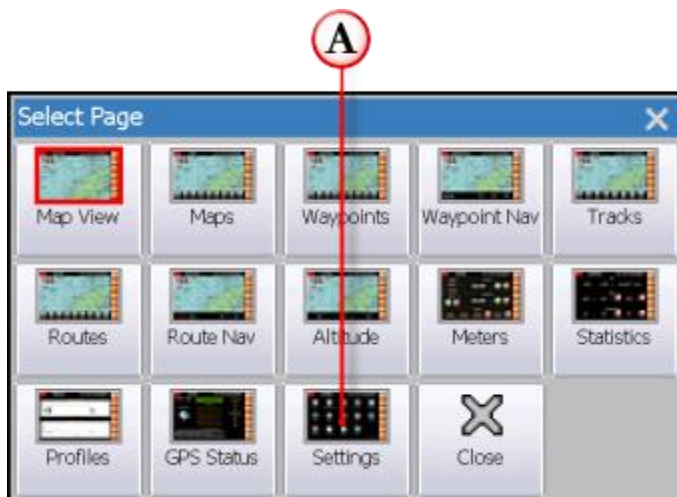 A
Select Page
Map View Maps Waypoints Waypoint Nav Tracks
Routes Route Nav Altitude Meters Statistics
Profiles GPS Status Settings Close